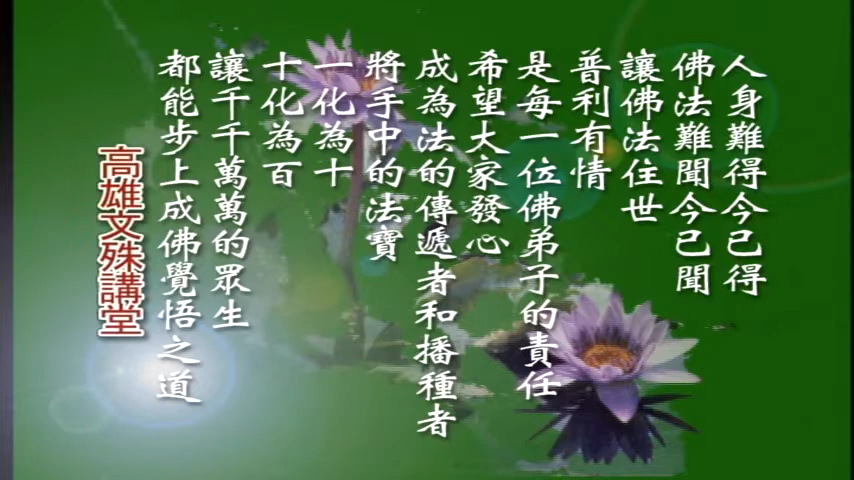 人身難得今已得
佛法難聞今已聞
讓佛法住世
普利有情
是每一位佛弟子的責任
希望大家發心
成為法的傳遞者和播種者
將手中的法寶
一化為十
十化為百
讓千千萬萬的眾生
都能步上成佛覺悟之道
高雄文殊講堂